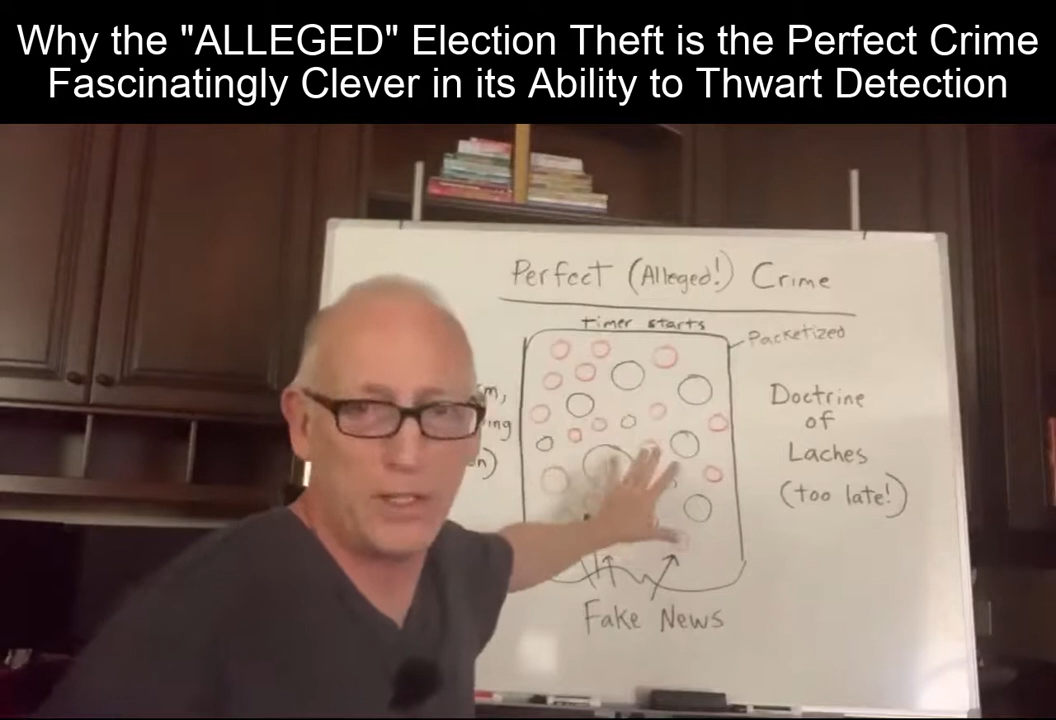 Why the "ALLEGED" Election Theft is the Perfect Crime
Fascinatingly Clever in its Ability to Thwart Detection
Perfect (Alleged!) Crime
timer starts
Packetized
Doctrine
of
Laches
(too late!)
Fake News